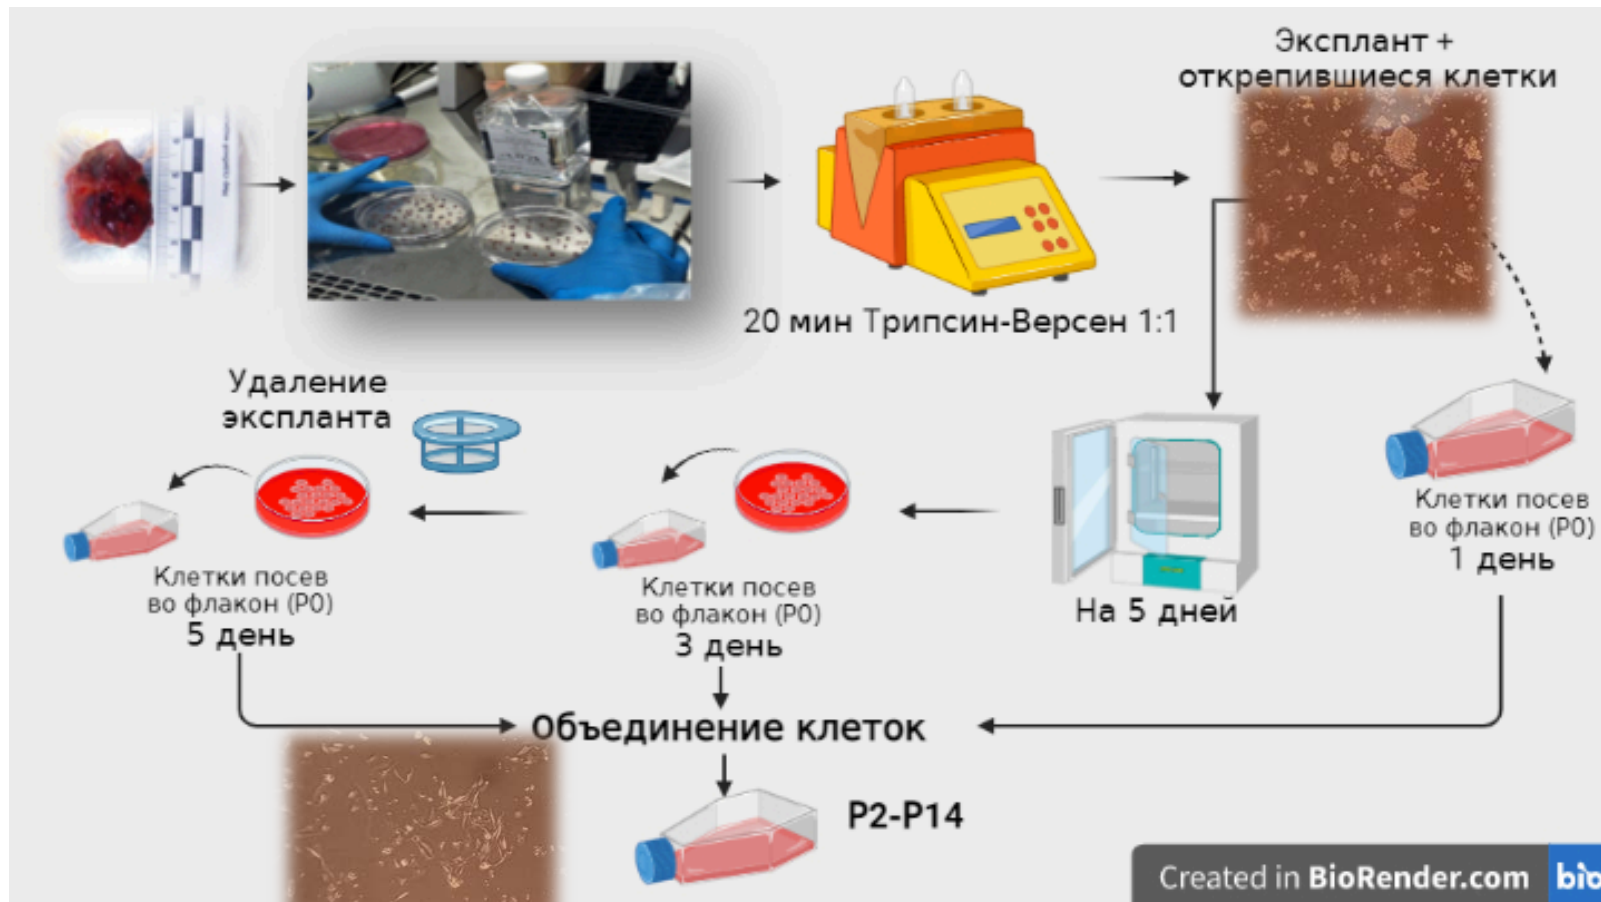 Эксплант +
открепившиеся клетки
20 мин Трипсин-Версен 1:1
Удаление
экспланта
Клетки посев
во флакон (P0)
1 день
На 5 дней
Клетки посев
во флакон (P0)
3 день
Клетки посев
во флакон (P0)
5 день
Объединение клеток
P2-P14
Created in BioRender.com
bio